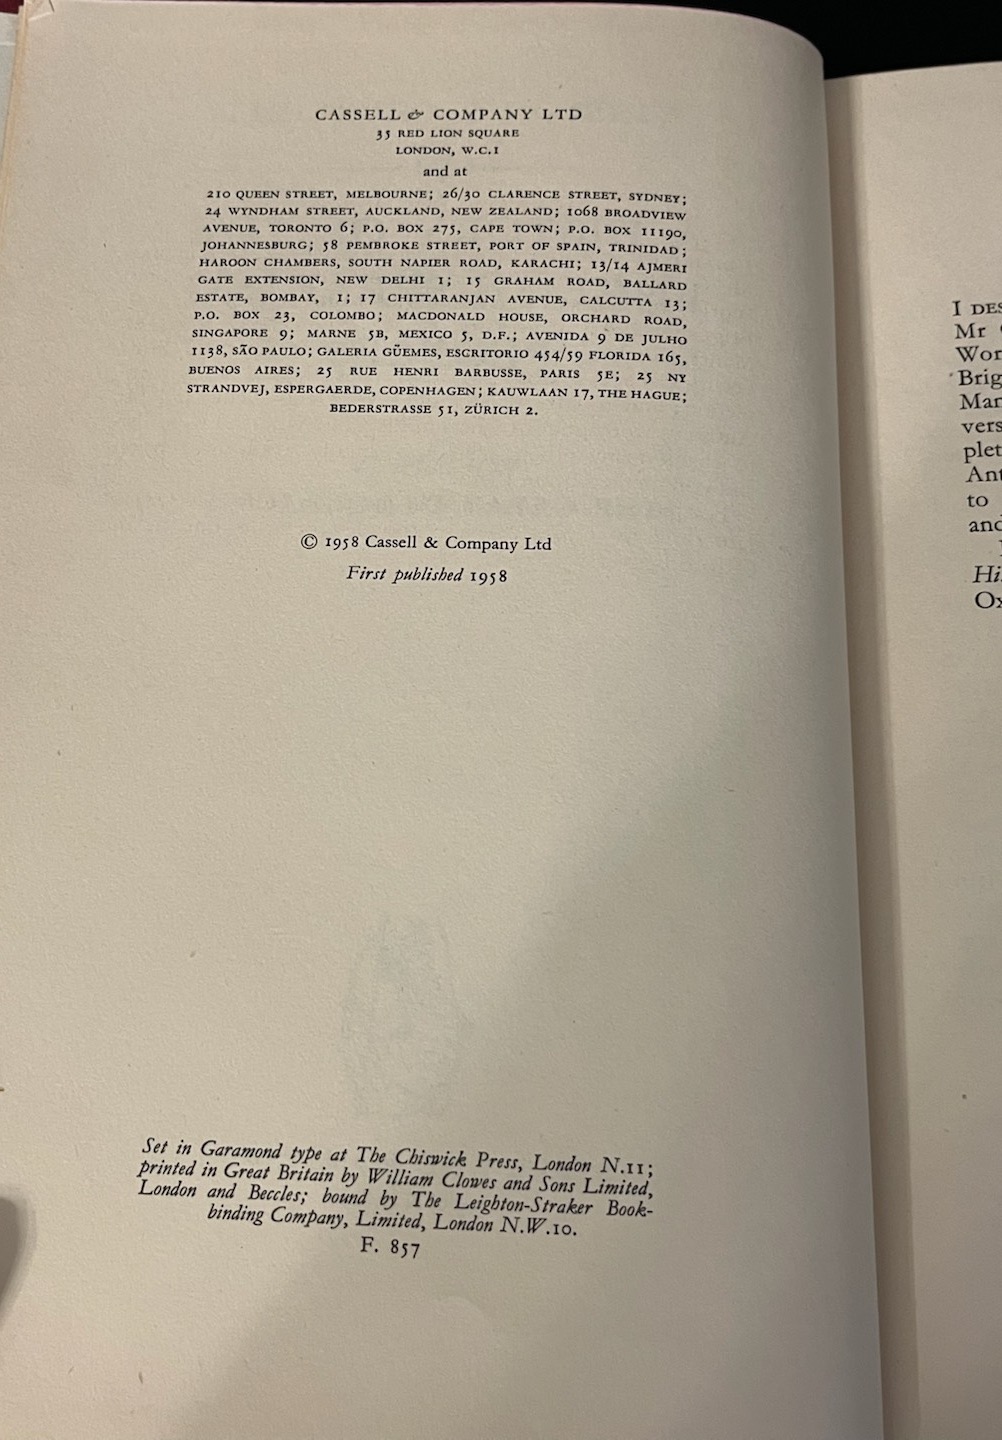 CASSELL & COMPANY LTD
35 RED LION SQUARE
LONDON, W.C.1
and at
210 QUEEN STREET, MELBOURNE; 26/30 CLARENCE STREET, SYDNEY;
24 WYNDHAM STREET, AUCKLAND, NEW ZEALAND; 1068 BROADVIEW
AVENUE, TORONTO 6; P.O. BOX 275, CAPE TOWN; P.O. BOX 11190,
JOHANNESBURG; 58 PEMBROKE STREET, PORT OF SPAIN, TRINIDAD;
HAROON CHAMBERS, SOUTH NAPIER ROAD, KARACHI; 13/14 AJMERI
GATE EXTENSION, NEW DELHI 1; 15 GRAHAM ROAD, BALLARD
ESTATE, BOMBAY, 1; 17 CHITTARANJAN AVENUE, CALCUTTA 13;
P.O. BOX 23, COLOMBO; MACDONALD HOUSE, ORCHARD ROAD,
SINGAPORE 9; MARNE 5B, MEXICO 5, D.F.; AVENIDA 9 DE JULHO
1138, SÃO PAULO; GALERIA GÜEMES, ESCRITORIO 454/59 FLORIDA 165,
BUENOS AIRES; 25 RUE HENRI BARBUSSE, PARIS 5E; 25 NY
STRANDVEJ, ESPERGAERDE, COPENHAGEN; KAUWLAAN 17, THE HAGUE;
BEDERSTRASSE 51, ZÜRICH 2.
© 1958 Cassell & Company Ltd
First published 1958
Set in Garamond type at The Chiswick Press, London N.11;
printed in Great Britain by William Clowes and Sons Limited,
London and Beccles; bound by The Leighton-Straker Book-
binding Company, Limited, London N.W.10.
F. 857
I DES
Mr
Wor
Brig
Mar
vers
plet
Ant
to
and
His
Ox